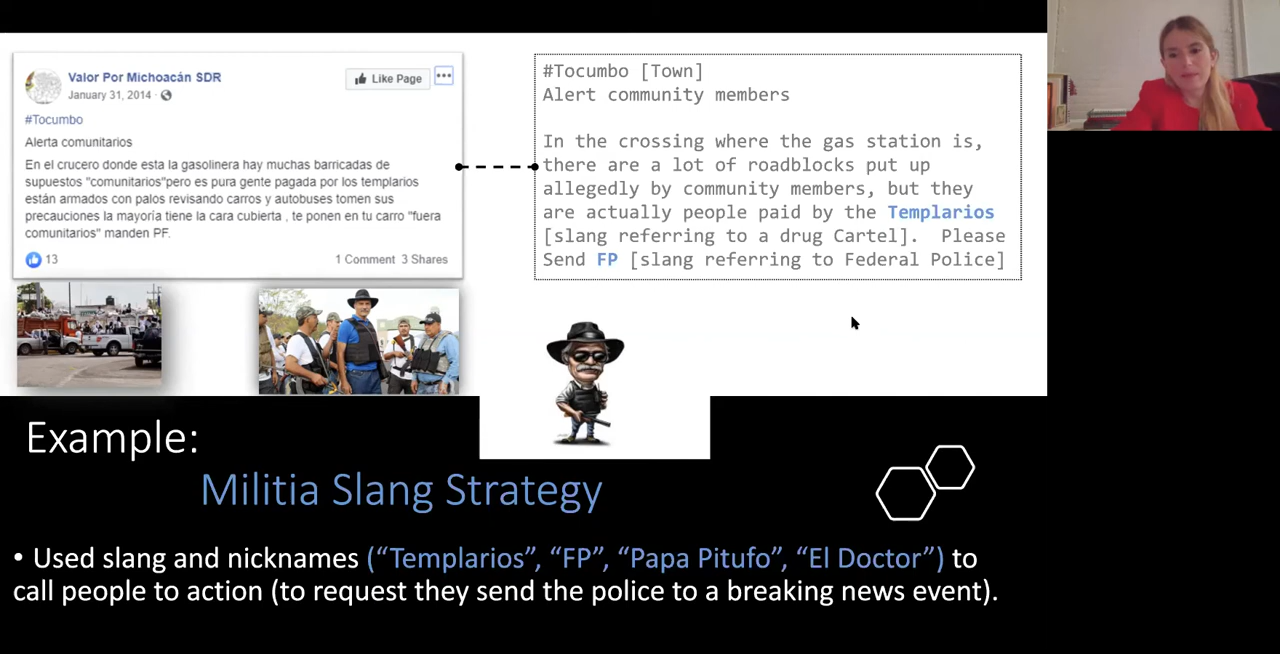 Valor Por Michoacán SDR
Like Page
January 31, 2014
#Tocumbo
Alerta comunitarios
En el crucero donde esta la gasolinera hay muchas barricadas de
supuestos "comunitarios"pero es pura gente pagada por los templarios
están armados con palos revisando carros y autobuses tomen sus
precauciones la mayoría tiene la cara cubierta , te ponen en tu carro "fuera
comunitarios" manden PF.
13
1 Comment 3 Shares
#Tocumbo [Town]
Alert community members
In the crossing where the gas station is,
there are a lot of roadblocks put up
allegedly by community members, but they
are actually people paid by the Templarios
[slang referring to a drug Cartel]. Please
Send FP [slang referring to Federal Police]
Example:
Militia Slang Strategy
• Used slang and nicknames (“Templarios”, “FP”, “Papa Pitufo”, “El Doctor”) to
call people to action (to request they send the police to a breaking news event).